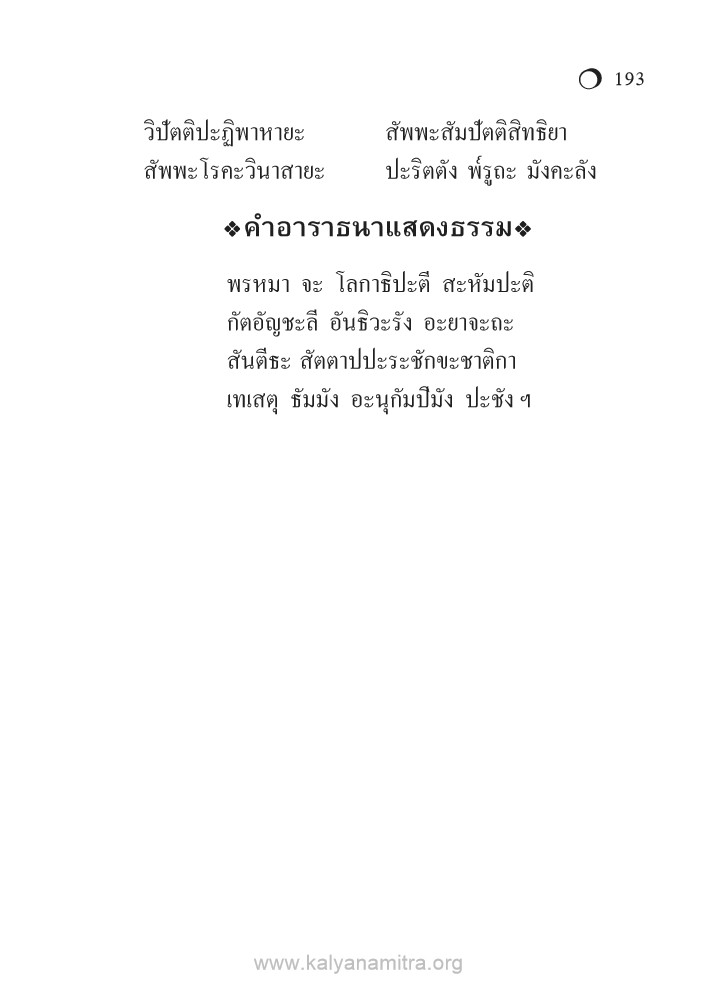 193
วิปัตติปะฏิพาหายะ สัพพะสัมปัตติสิทธิยา
สัพพะโรคะวินาสายะ ปะริตตัง พ์รูถะ มังคะลัง
❖คำอาราธนาแสดงธรรม❖
พรหมา จะ โลกาธิปะตี สะหัมปะติ
กัตอัญชะลี อันธิวะรัง อะยาจะถะ
สันตีธะ สัตตาปปะระชักขะชาติกา
เทเสตุ ธัมมัง อะนุกัมปีมัง ปะชัง ฯ
www.kalyanamitra.org